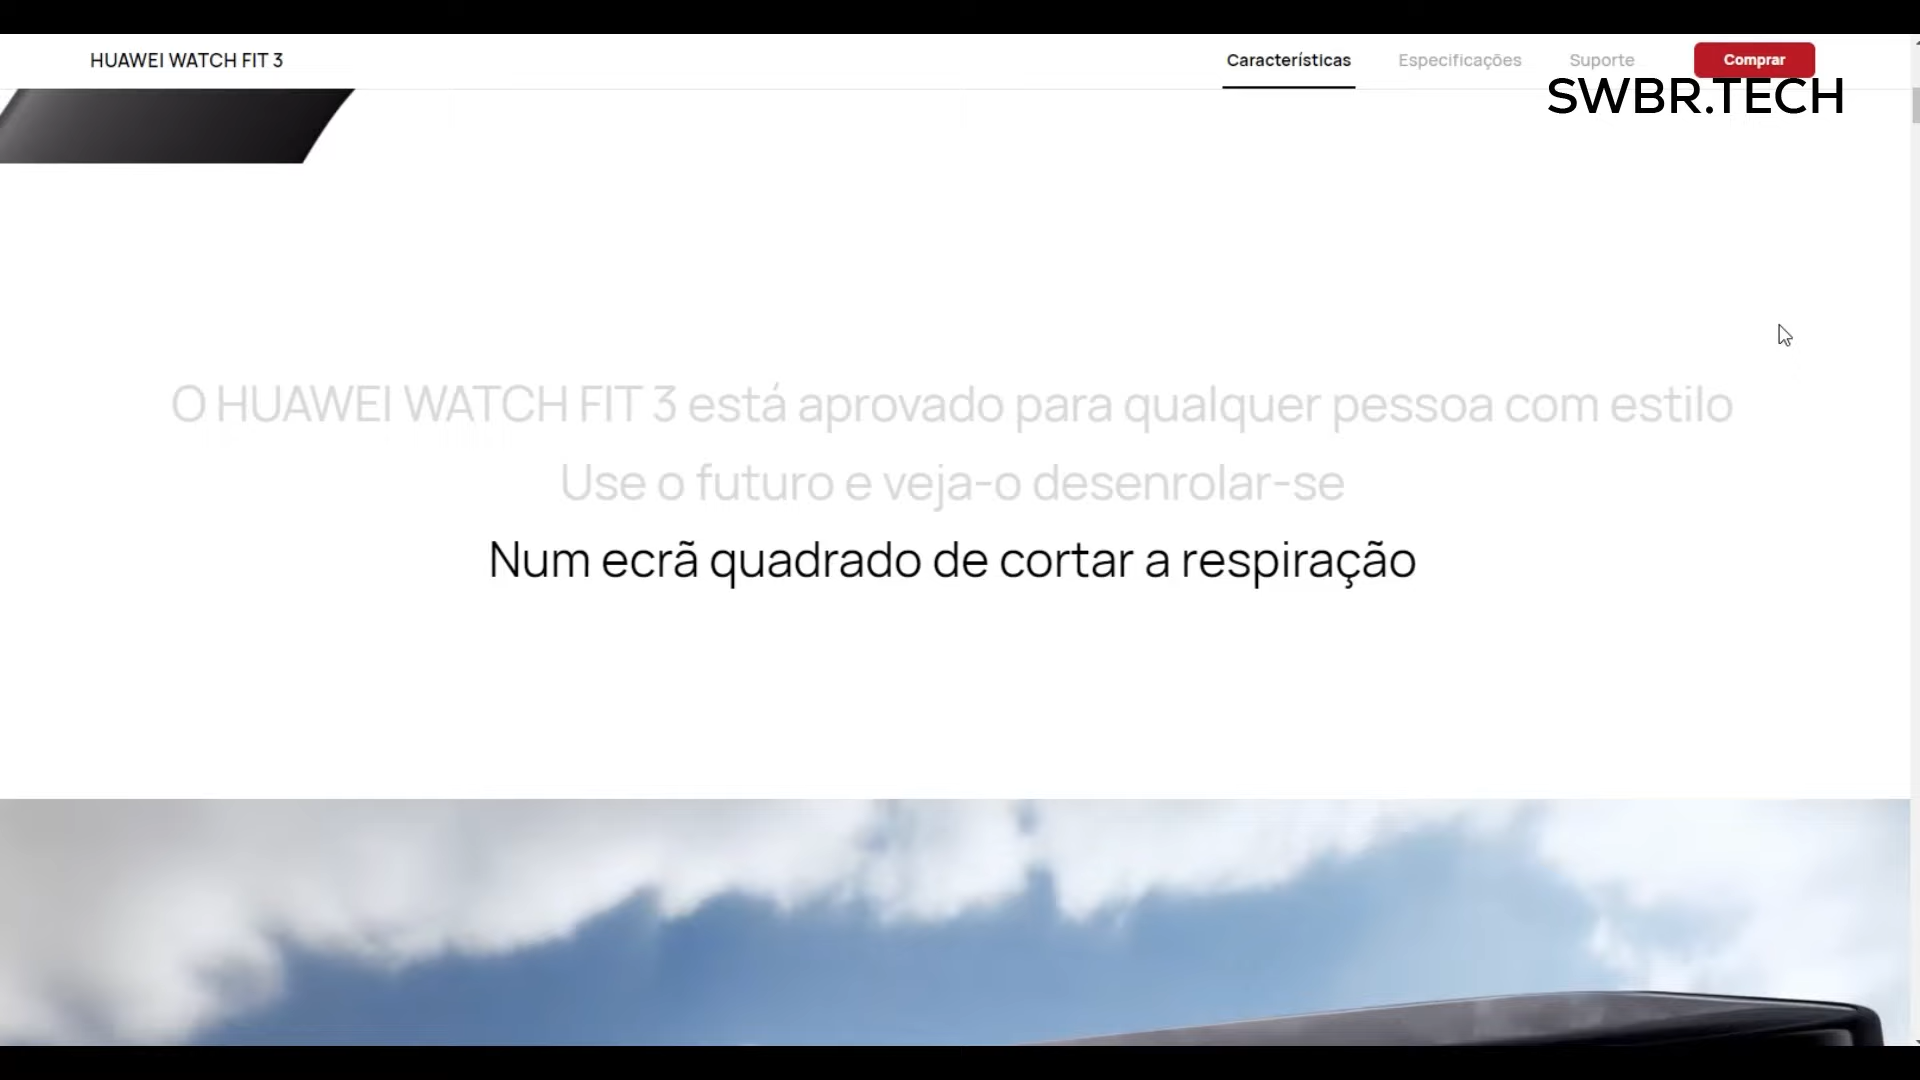 HUAWEI WATCH FIT 3
Características
Especificações
Suporte
Comprar
SWBR.TECH
O HUAWEI WATCH FIT 3 está aprovado para qualquer pessoa com estilo
Use o futuro e veja-o desenrolar-se
Num ecrã quadrado de cortar a respiração